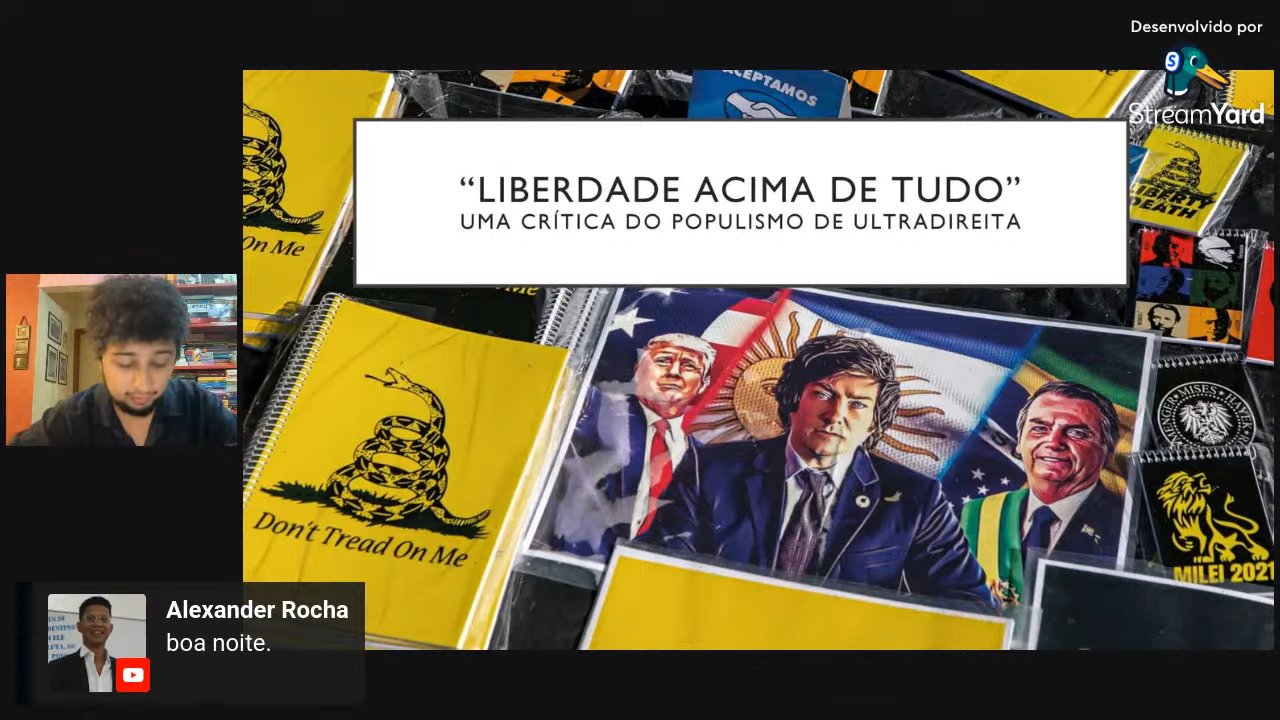 Desenvolvido por
StreamYard
“LIBERDADE ACIMA DE TUDO”
UMA CRÍTICA DO POPULISMO DE ULTRADIREITA
ACEPTAMOS
On Me
LIBERTY
DEATH
Me
Don't Tread On Me
MISES
HAYEK
MILEI 2021
Alexander Rocha
boa noite.